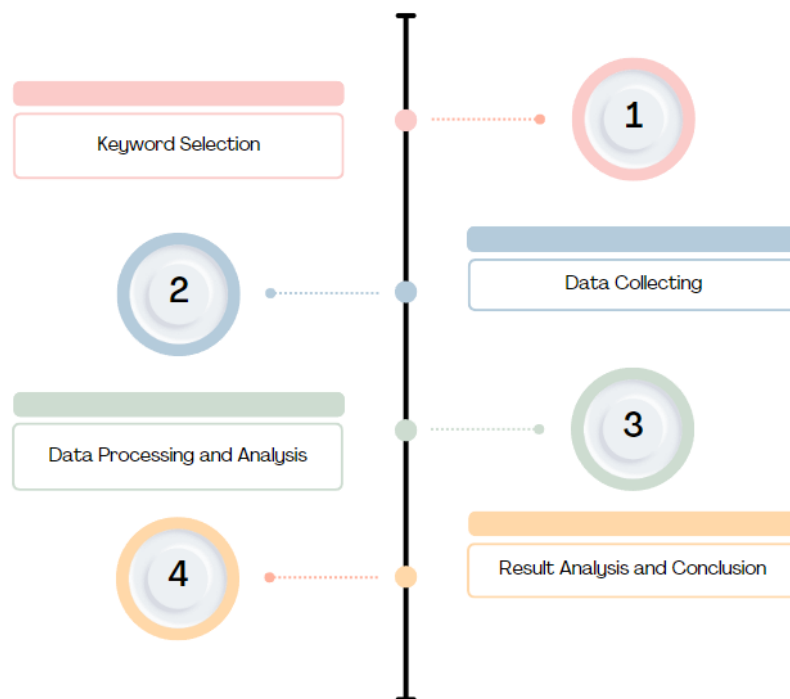 1
Keyword Selection
2
Data Collecting
3
Data Processing and Analysis
4
Result Analysis and Conclusion